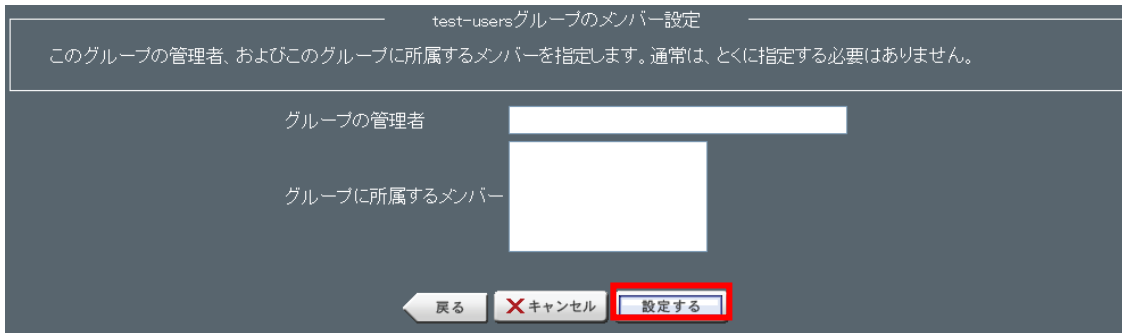 test-usersグループのメンバー設定
このグループの管理者、およびこのグループに所属するメンバーを指定します。通常は、とくに指定する必要はありません。
グループの管理者
グループに所属するメンバー
戻る キャンセル 設定する